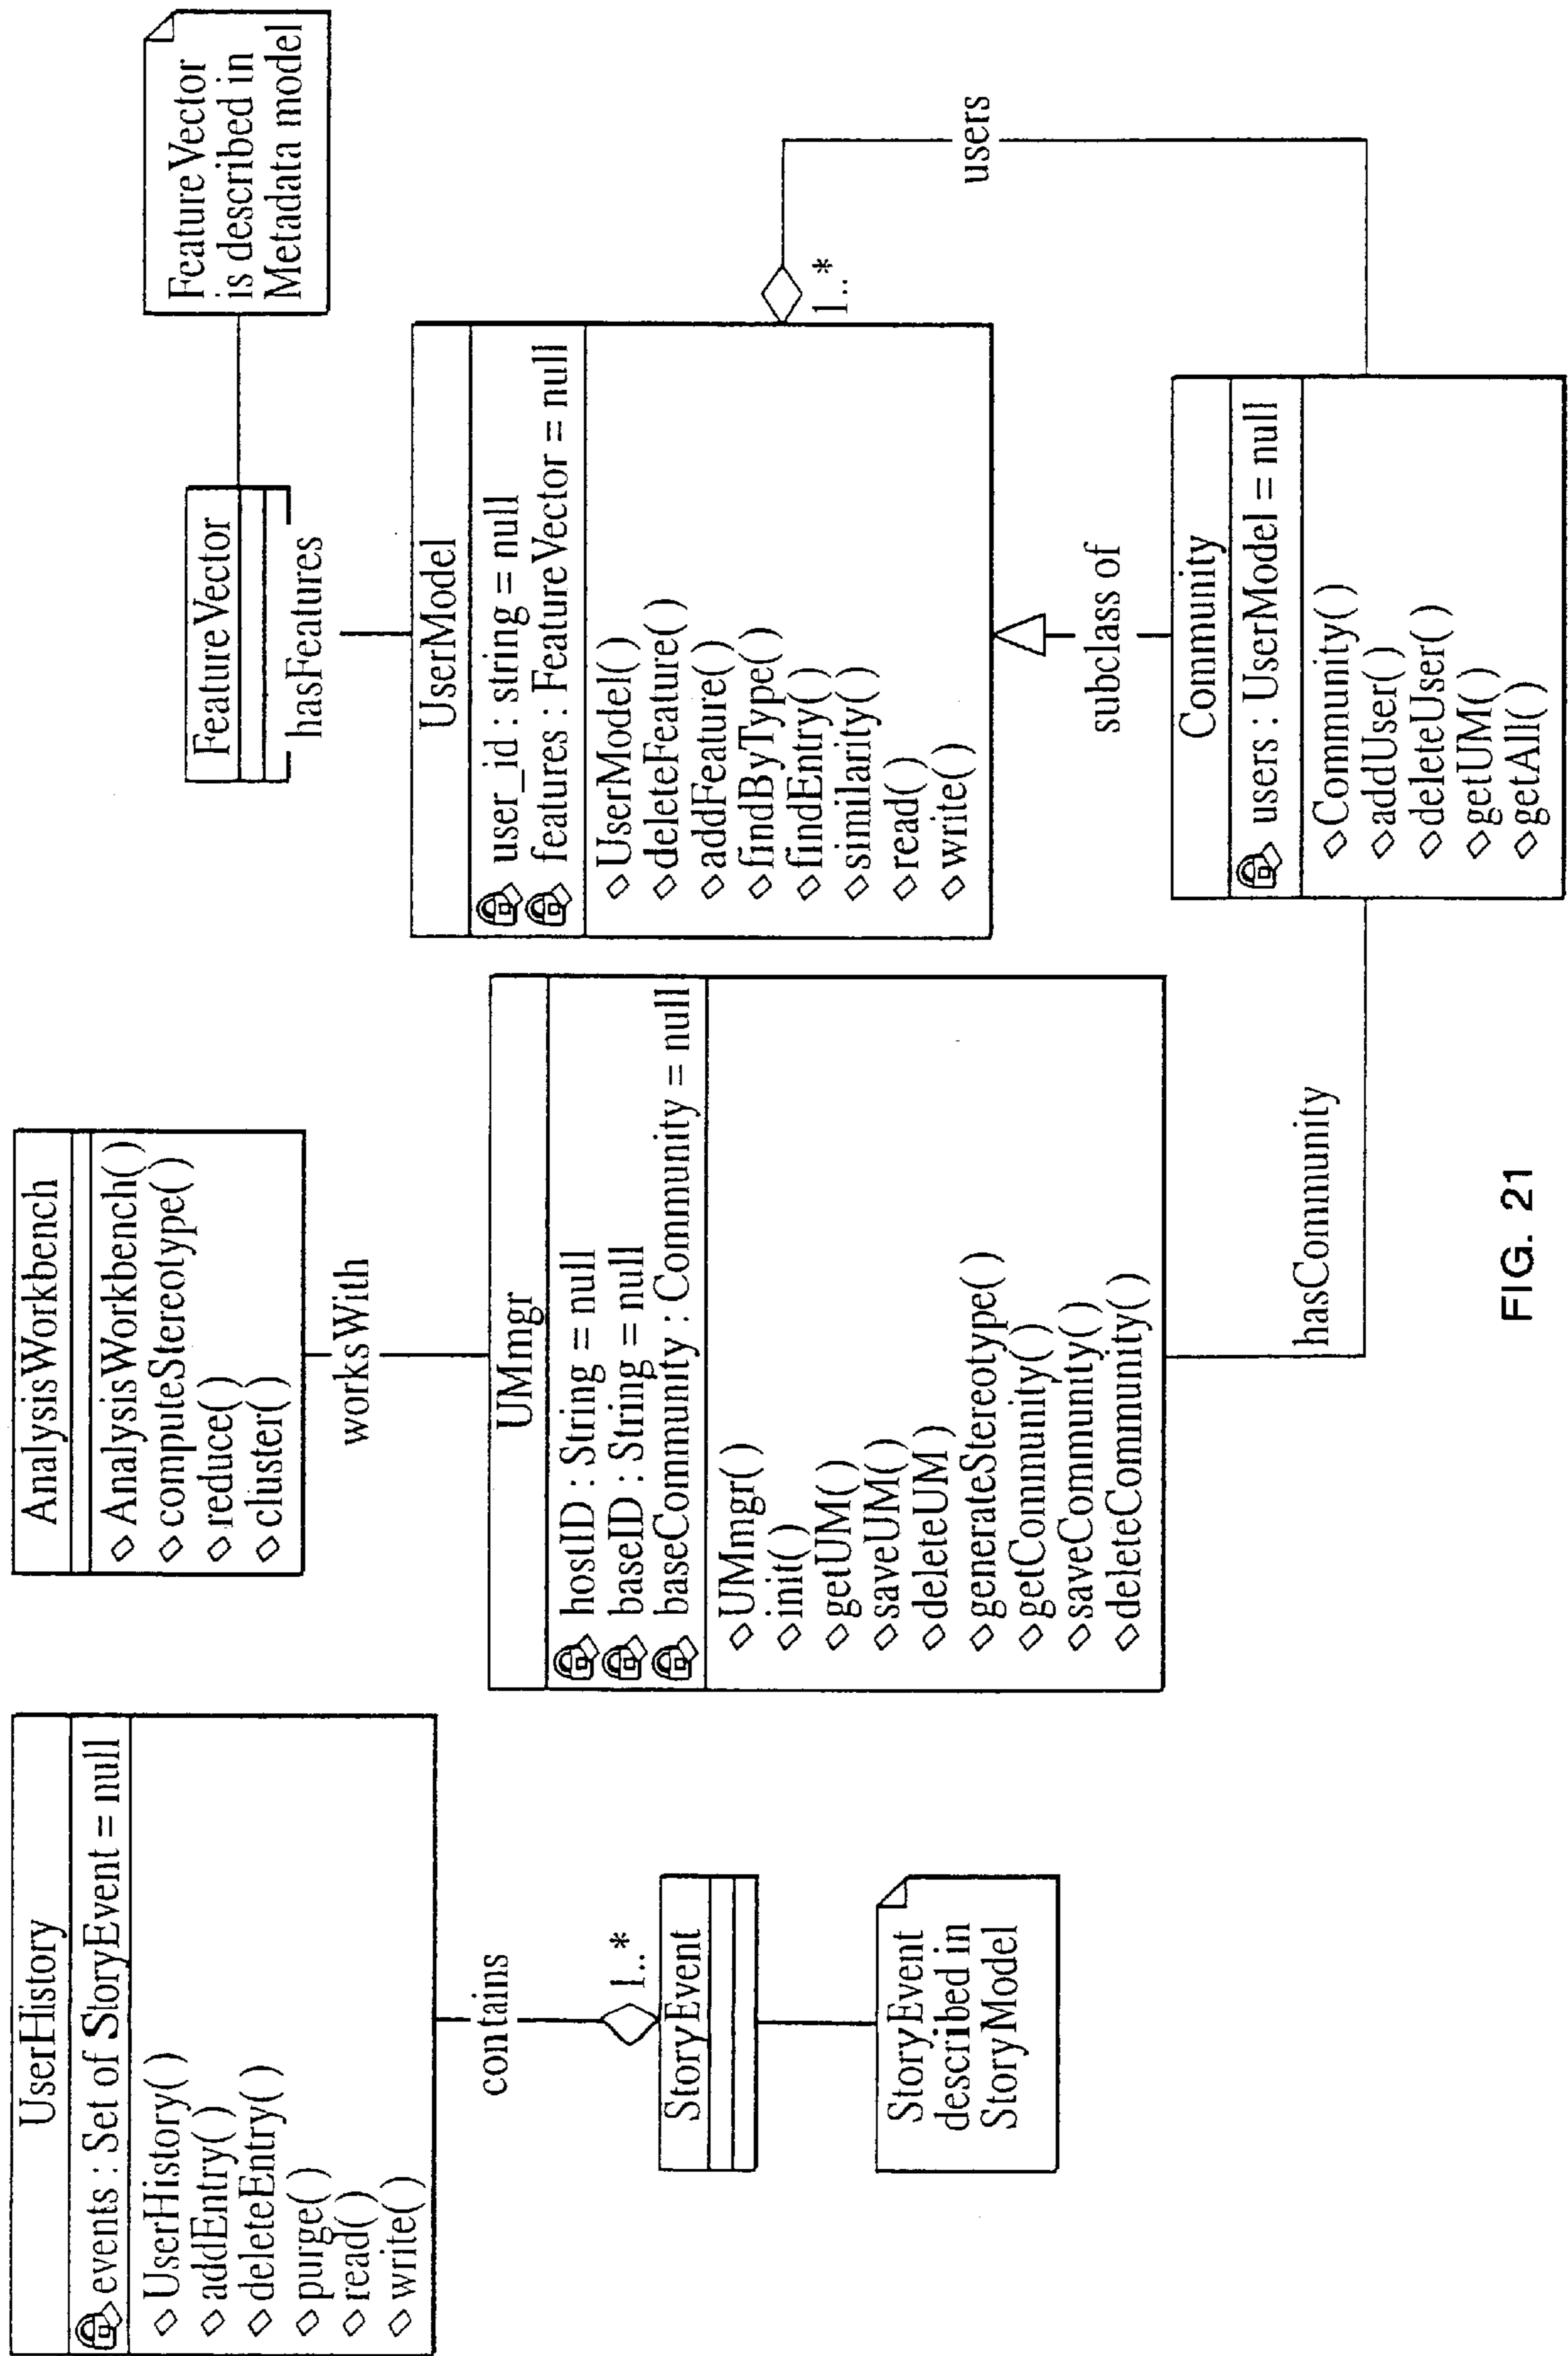 UserHistory
events : Set of StoryEvent = null
UserHistory()
addEntry()
deleteEntry()
purge()
read()
write()
contains
1..*
StoryEvent
StoryEvent
described in
StoryModel
AnalysisWorkbench
AnalysisWorkbench()
computeStereotype()
reduce()
cluster()
worksWith
UMmgr
hostID : String = null
baseID : String = null
baseCommunity : Community = null
UMmgr()
init()
getUM()
saveUM()
deleteUM )
generateStereotype()
getCommunity()
saveCommunity()
deleteCommunity()
hasCommunity
FeatureVector
hasFeatures
FeatureVector
is described in
Metadata model
UserModel
user_id : string = null
features : FeatureVector = null
UserModel()
deleteFeature()
addFeature()
findByType()
findEntry()
similarity()
read()
write()
1..*
users
subclass of
Community
users : UserModel = null
Community()
addUser()
deleteUser()
getUM()
getAll()
FIG. 21